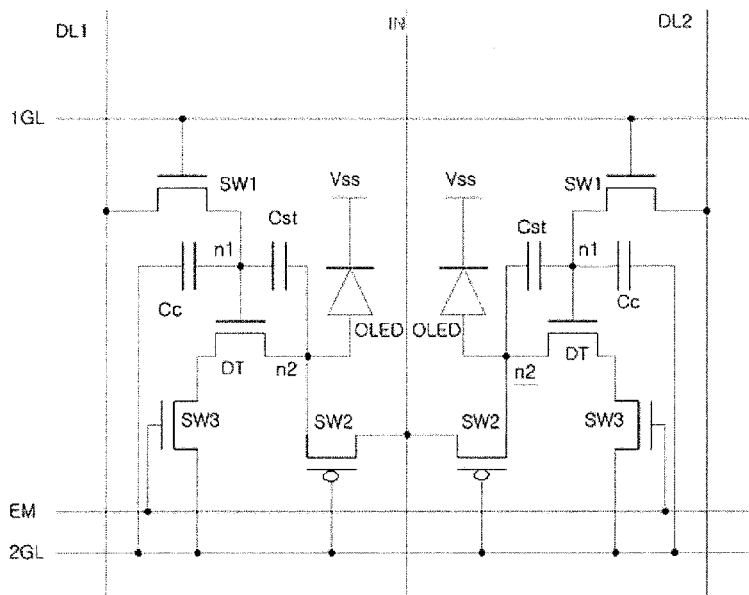 DL1
IN
DL2
1GL
SW1
Vss
Vss
SW1
Cst
Cst
n1
n1
Cc
Cc
OLED
OLED
DT
n2
n2
DT
SW3
SW2
SW2
SW3
EM
2GL